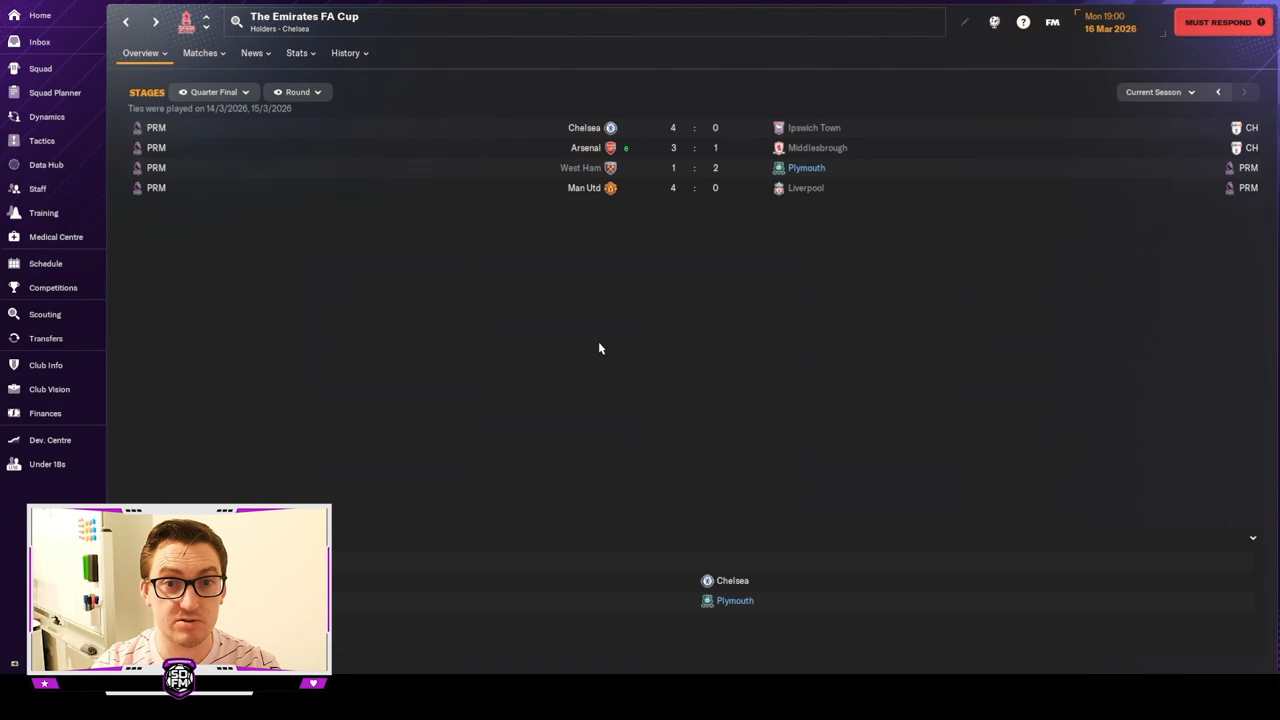 Home
Inbox
Squad
Squad Planner
Dynamics
Tactics
Data Hub
Staff
Training
Medical Centre
Schedule
Competitions
Scouting
Transfers
Club Info
Club Vision
Finances
Dev. Centre
Under 18s
The Emirates FA Cup
Holders - Chelsea
FM
Mon 19:00
16 Mar 2026
MUST RESPOND
Overview
Matches
News
Stats
History
STAGES
Quarter Final
Round
Current Season
Ties were played on 14/3/2026, 15/3/2026
PRM Chelsea 4 : 0 Ipswich Town CH
PRM Arsenal e 3 : 1 Middlesbrough CH
PRM West Ham 1 : 2 Plymouth PRM
PRM Man Utd 4 : 0 Liverpool PRM
Chelsea
Plymouth
SD
FM